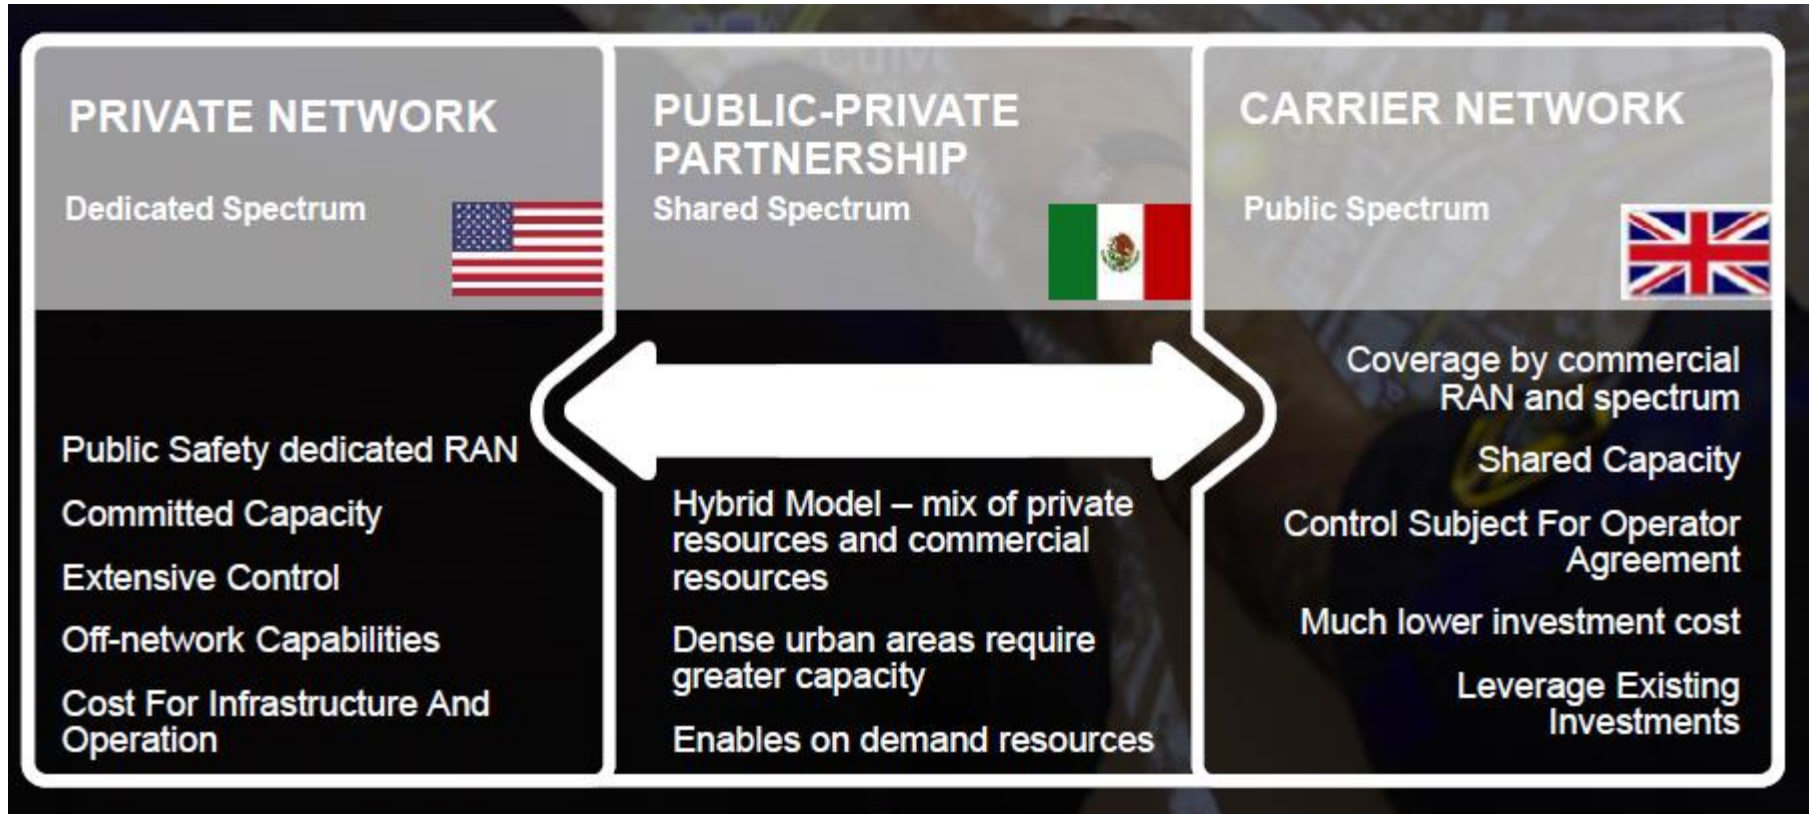 PRIVATE NETWORK
Dedicated Spectrum
Public Safety dedicated RAN
Committed Capacity
Extensive Control
Off-network Capabilities
Cost For Infrastructure And
Operation
PUBLIC-PRIVATE
PARTNERSHIP
Shared Spectrum
Hybrid Model – mix of private
resources and commercial
resources
Dense urban areas require
greater capacity
Enables on demand resources
CARRIER NETWORK
Public Spectrum
Coverage by commercial
RAN and spectrum
Shared Capacity
Control Subject For Operator
Agreement
Much lower investment cost
Leverage Existing
Investments